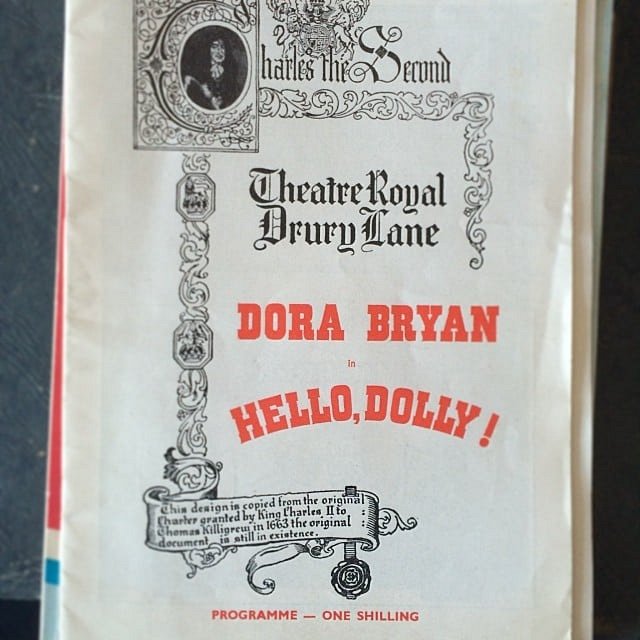 Charles the Second
Theatre Royal
Drury Lane
DORA BRYAN
in
HELLO, DOLLY!
This design is copied from the original
Charter granted by King Charles II to
Thomas Killigrew in 1663 the original
document is still in existence.
PROGRAMME — ONE SHILLING